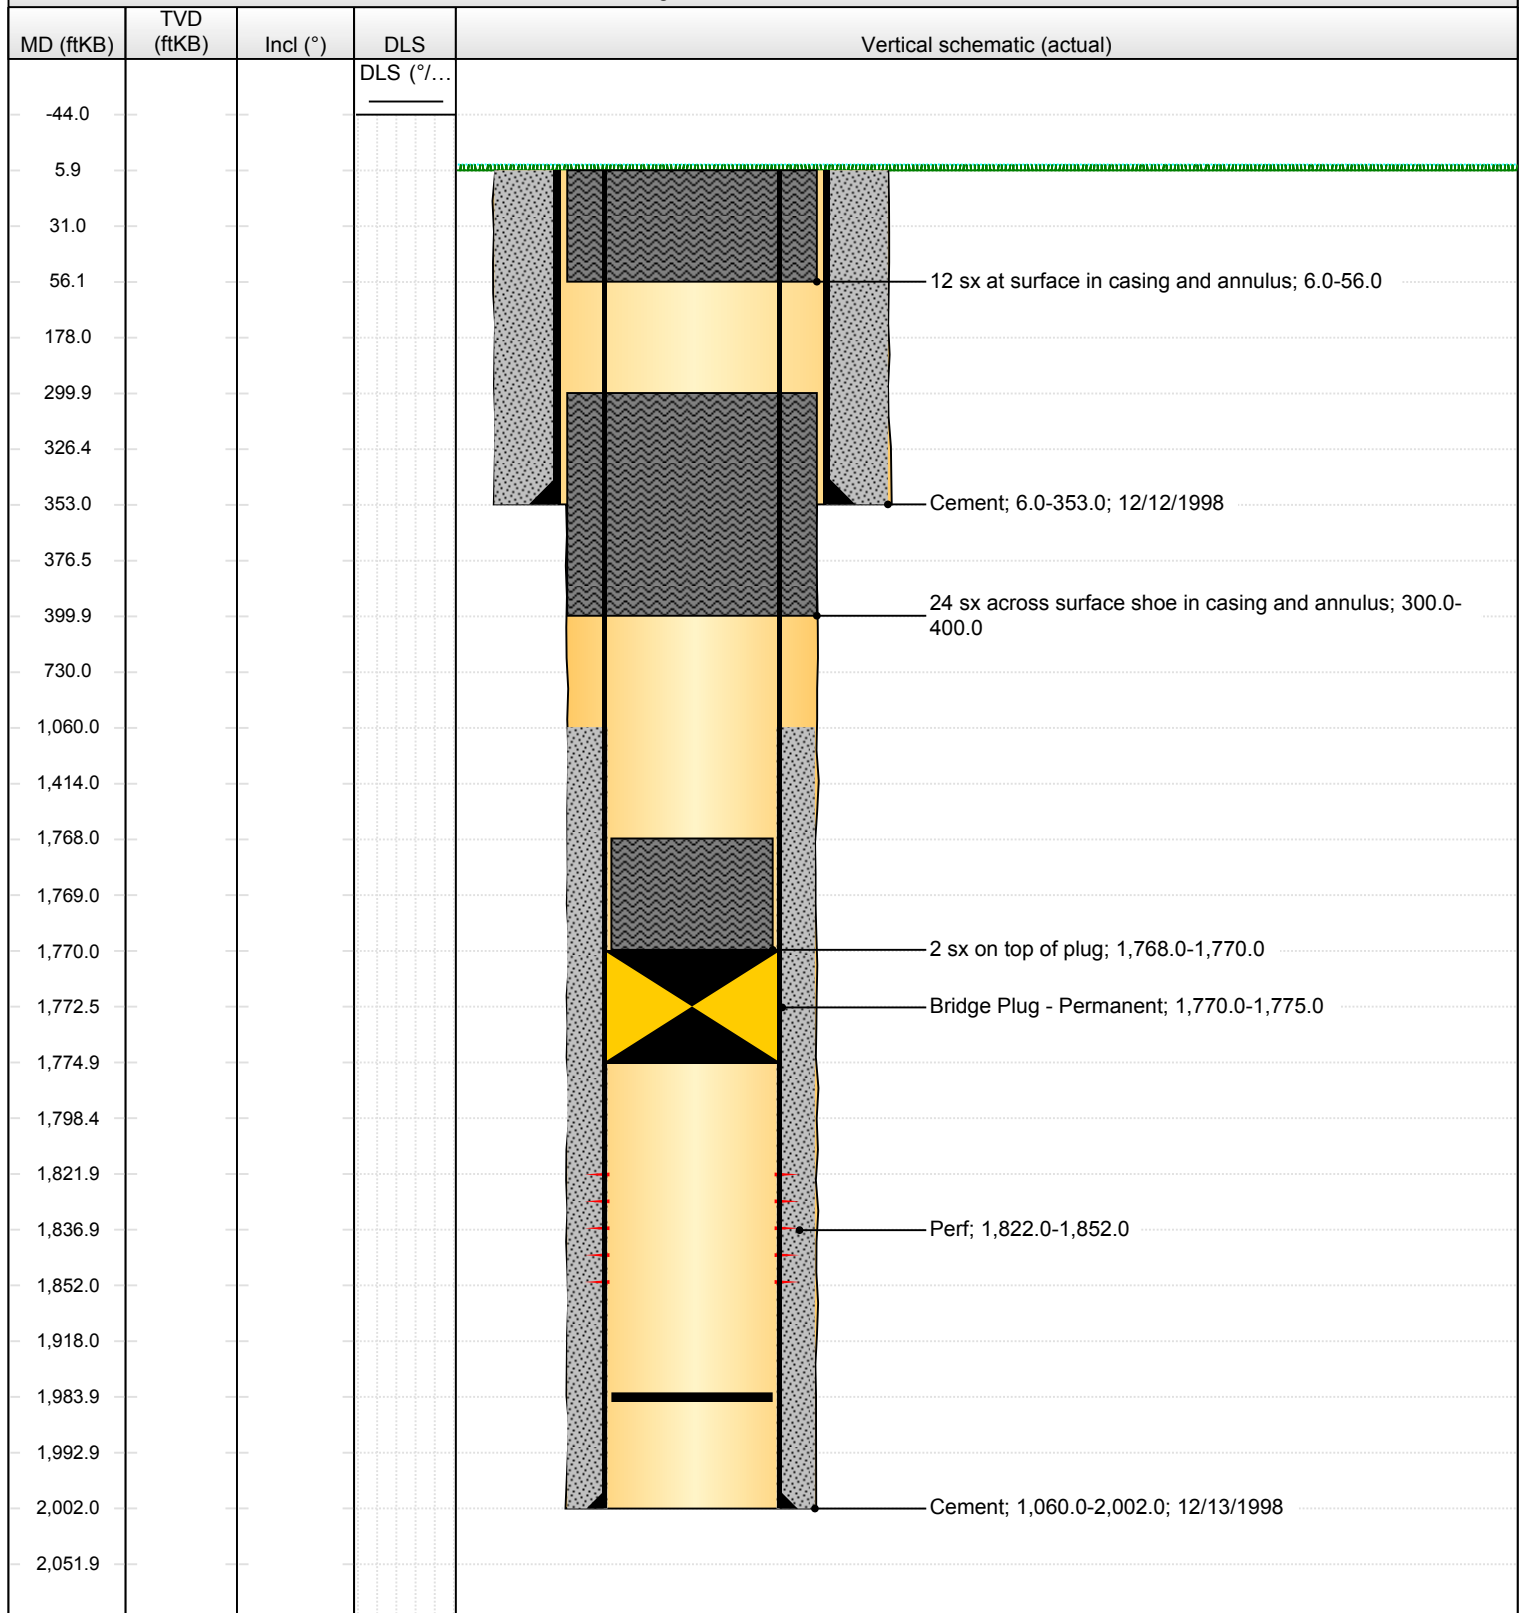 MD (ftKB)
TVD
(ftKB)
Incl (°)
DLS
Vertical schematic (actual)
DLS (°/…
-44.0
5.9
31.0
56.1
12 sx at surface in casing and annulus; 6.0-56.0
178.0
299.9
326.4
353.0
Cement; 6.0-353.0; 12/12/1998
376.5
399.9
24 sx across surface shoe in casing and annulus; 300.0-
400.0
730.0
1,060.0
1,414.0
1,768.0
1,769.0
1,770.0
2 sx on top of plug; 1,768.0-1,770.0
1,772.5
Bridge Plug - Permanent; 1,770.0-1,775.0
1,774.9
1,798.4
1,821.9
1,836.9
Perf; 1,822.0-1,852.0
1,852.0
1,918.0
1,983.9
1,992.9
2,002.0
Cement; 1,060.0-2,002.0; 12/13/1998
2,051.9